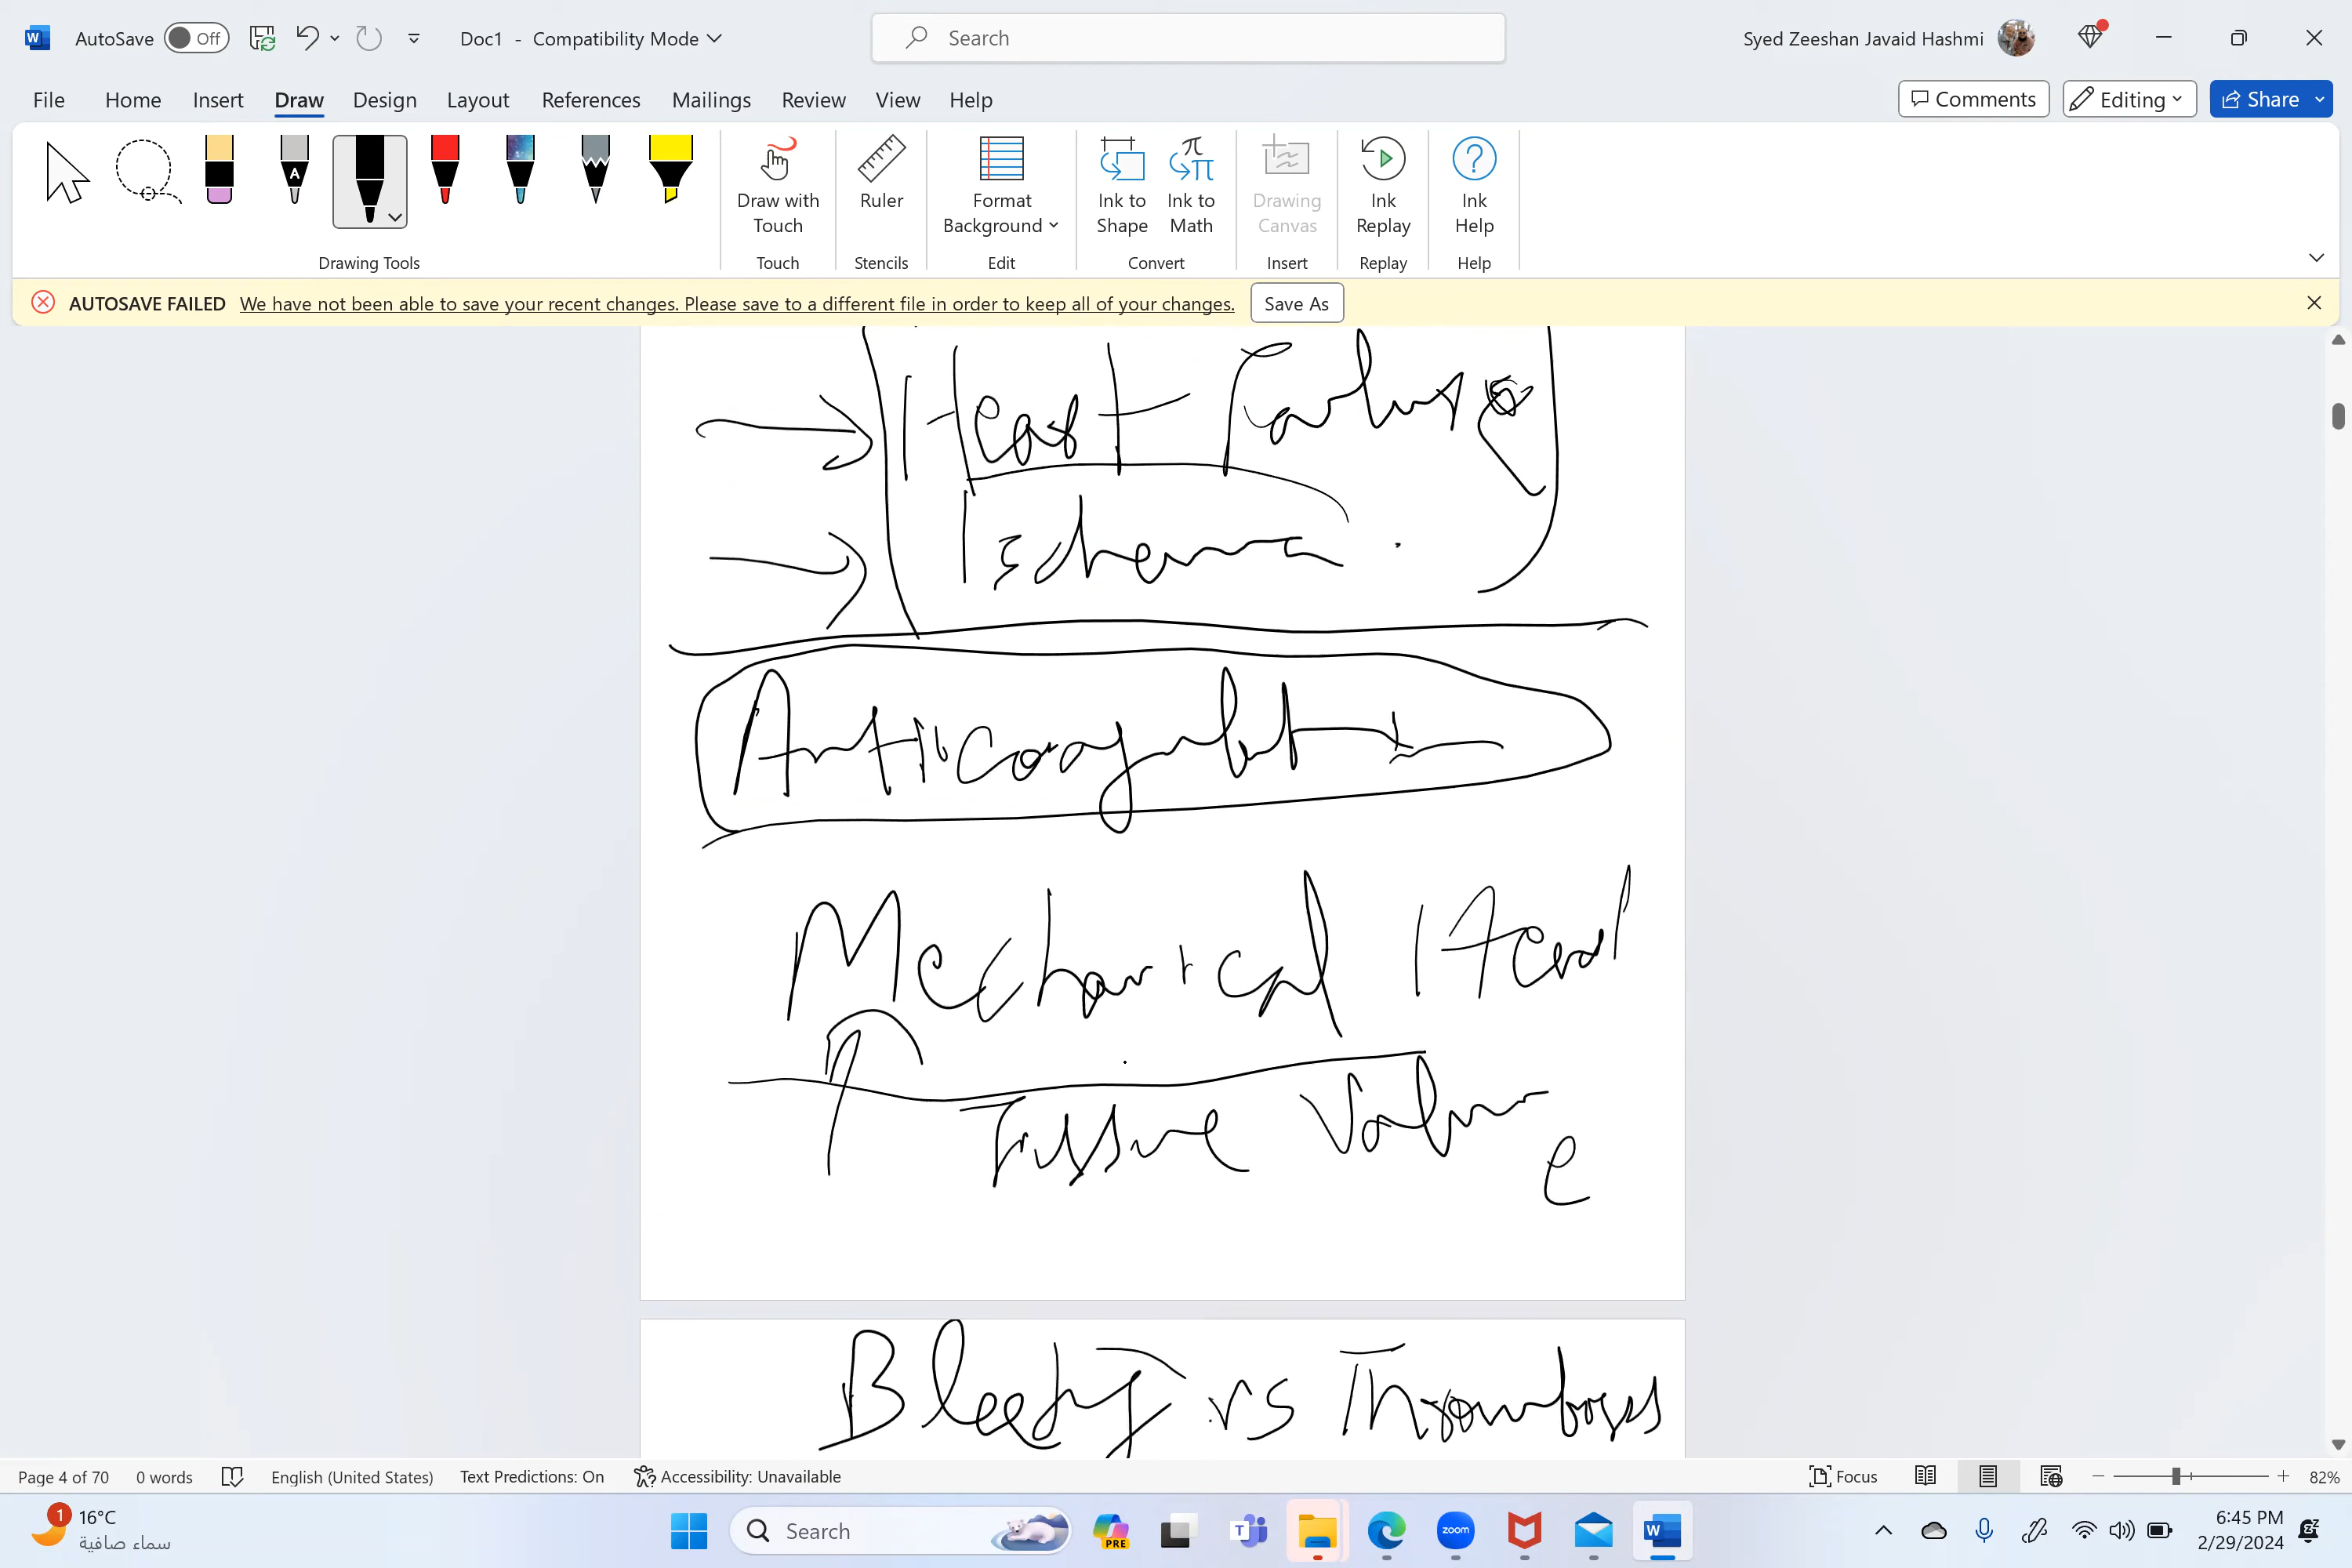 AutoSave Off Doc1 - Compatibility Mode Search Syed Zeeshan Javaid Hashmi
File Home Insert Draw Design Layout References Mailings Review View Help Comments Editing Share
A
Draw with Touch Ruler Format Background Ink to Shape Ink to Math Drawing Canvas Ink Replay Ink Help
Drawing Tools Touch Stencils Edit Convert Insert Replay Help
AUTOSAVE FAILED We have not been able to save your recent changes. Please save to a different file in order to keep all of your changes. Save As
Heart Failure
Ischemia
Anticoagulation
Mechanical Heart
Tissue Valve
Bleeding vs Thrombosis
Page 4 of 70 0 words English (United States) Text Predictions: On Accessibility: Unavailable Focus 82%
1 16°C
سماء صافية
Search
PRE
zoom
6:45 PM
2/29/2024